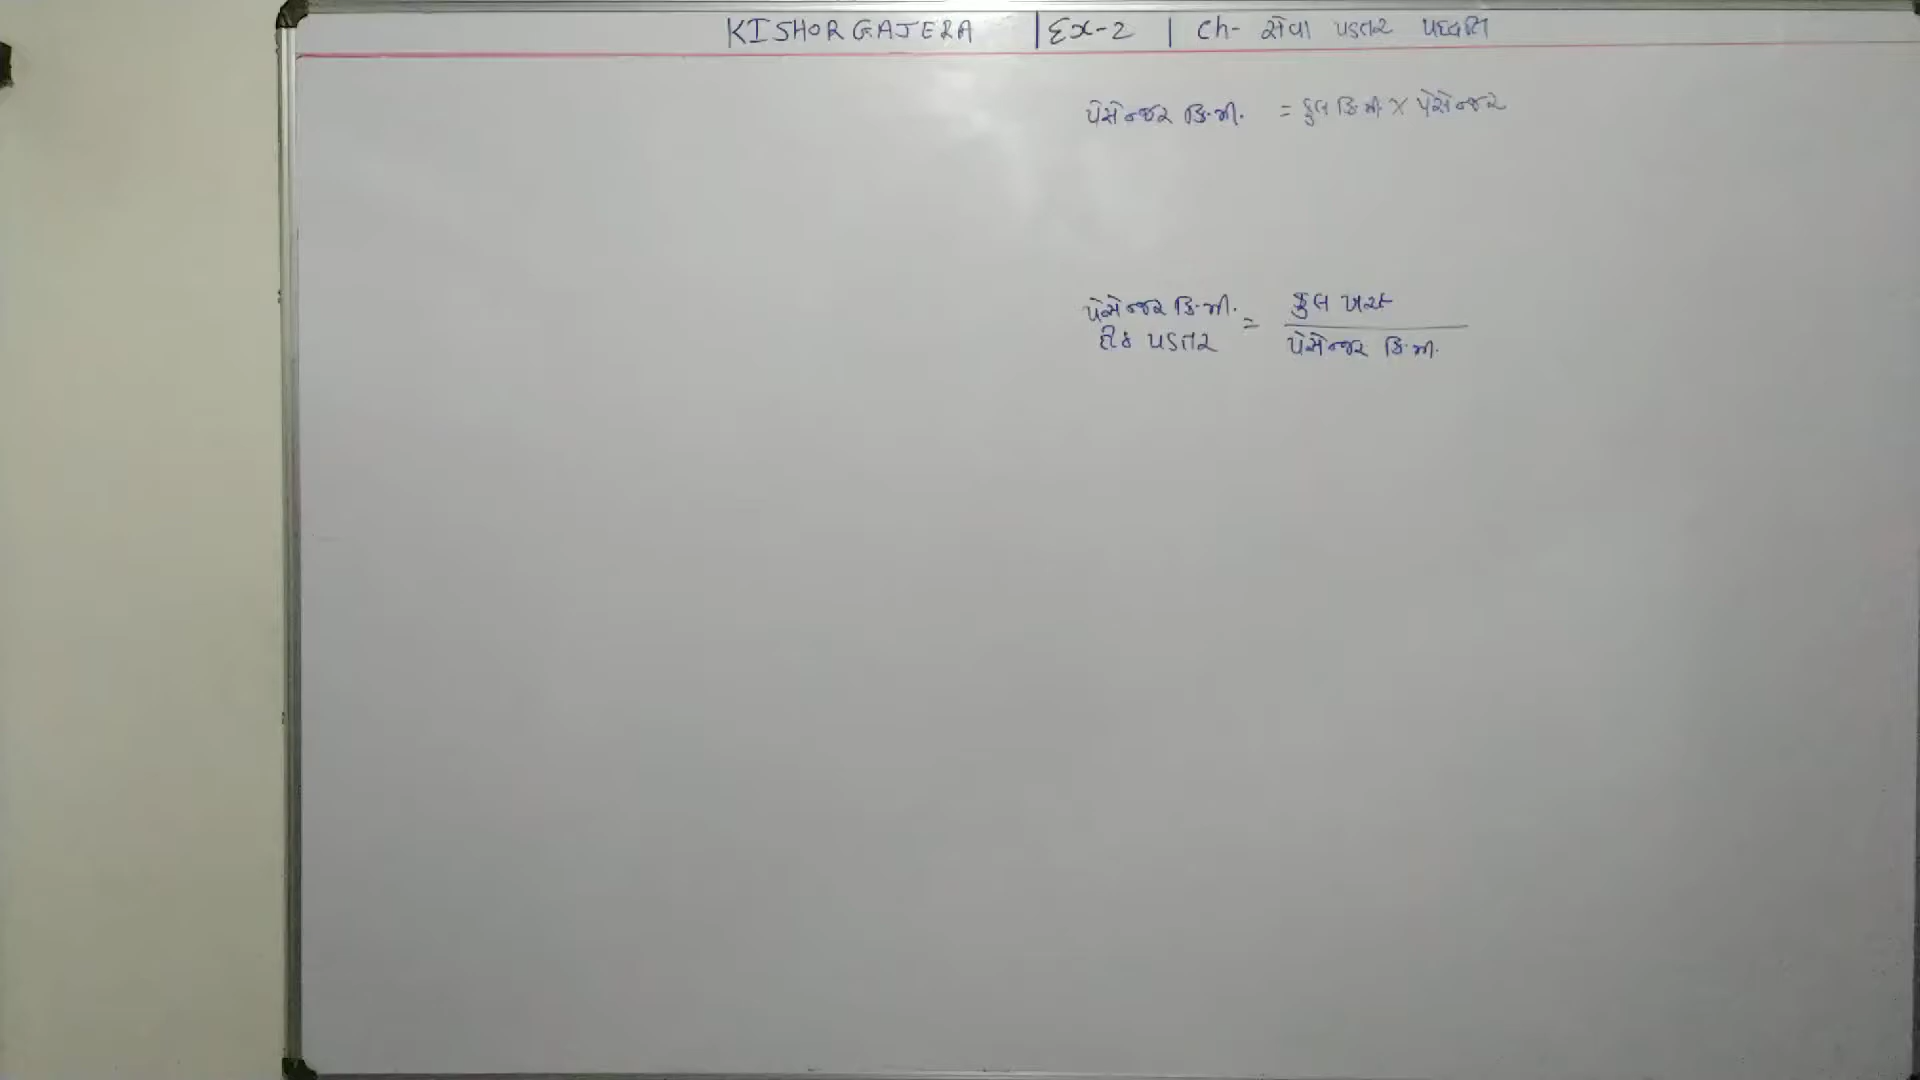 KISHOR GAJERA | Ex-2 | Ch- સેવા પડતર પદ્ધતિ
પેસેન્જર કિ.મી. = કુલ કિ.મી. X પેસેન્જર
પેસેન્જર કિ.મી. દીઠ પડતર = કુલ ખર્ચ / પેસેન્જર કિ.મી.